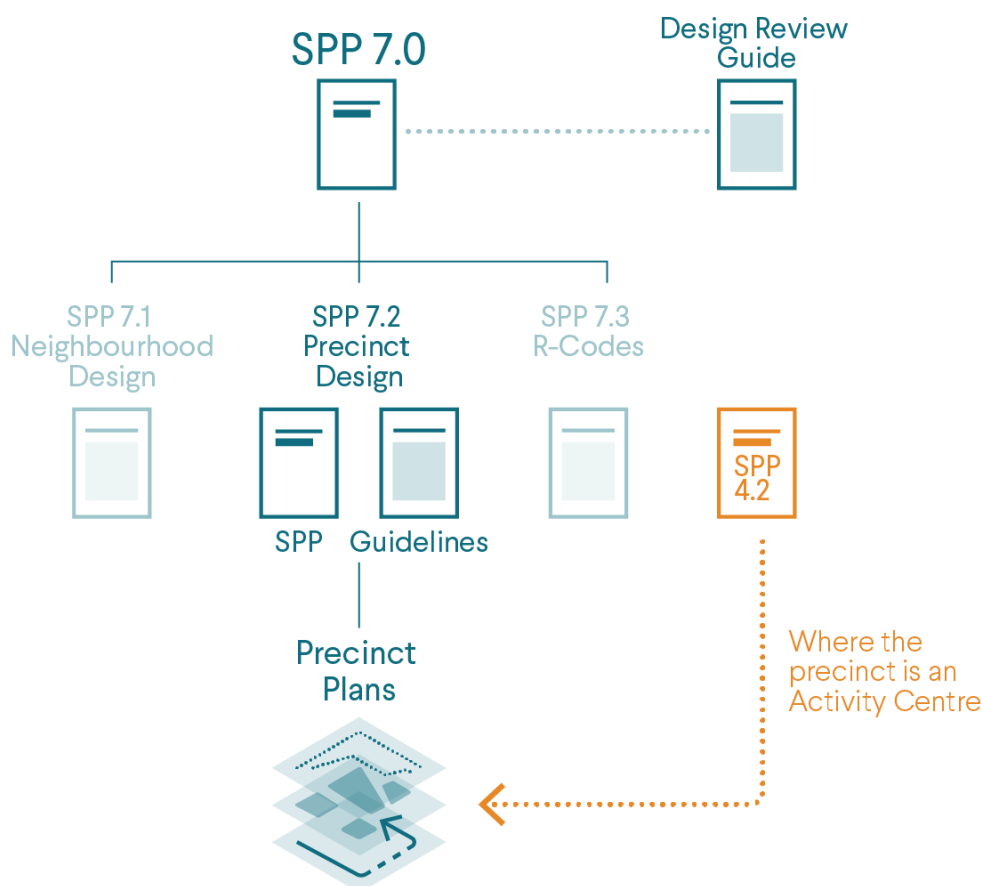 SPP 7.0
Design Review
Guide
SPP 7.1
Neighbourhood
Design
SPP 7.2
Precinct
Design
SPP 7.3
R-Codes
SPP
4.2
SPP
Guidelines
Precinct
Plans
Where the
precinct is an
Activity Centre